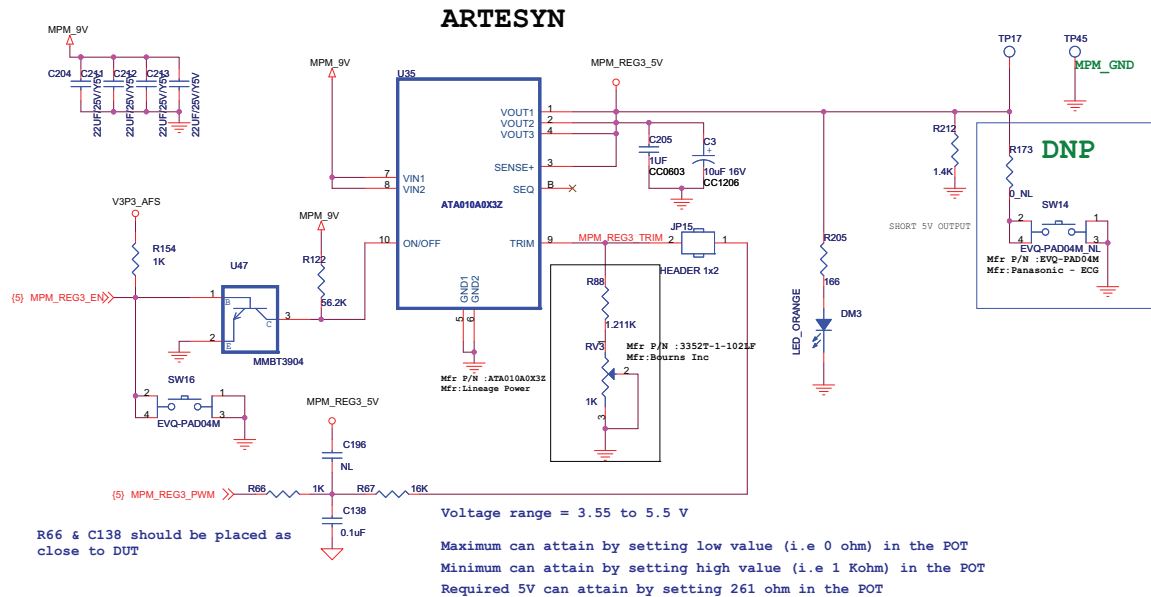 ARTESYN
MPM_9V
C204
C211
C212
C213
22UF/25V/Y5V
22UF/25V/Y5V
22UF/25V/Y5V
22UF/25V/Y5V
MPM_9V
U35
VIN1
VIN2
7
8
ON/OFF
10
ATA010A0X3Z
VOUT1
VOUT2
VOUT3
1
2
4
SENSE+
3
SEQ
B
TRIM
9
GND1
GND2
5
6
Mfr P/N :ATA010A0X3Z
Mfr:Lineage Power
MPM_REG3_5V
C205
1UF
CC0603
C3
+
10uF 16V
CC1206
TP17
TP45
MPM_GND
R212
1.4K
DNP
R173
0_NL
SW14
2
4
1
3
EVQ-PAD04M_NL
Mfr P/N :EVQ-PAD04M
Mfr:Panasonic - ECG
SHORT 5V OUTPUT
V3P3_AFS
R154
1K
U47
{5} MPM_REG3_EN
1
B
2
E
C
3
MMBT3904
MPM_9V
R122
56.2K
SW16
2
4
1
3
EVQ-PAD04M
MPM_REG3_TRIM
JP15
2
1
HEADER 1x2
R88
1.211K
RV3
1
Mfr P/N :3352T-1-102LF
Mfr:Bourns Inc
2
1K
3
R205
166
LED_ORANGE
DM3
MPM_REG3_5V
C196
NL
{5} MPM_REG3_PWM
R66
1K
R67
16K
C138
0.1uF
R66 & C138 should be placed as
close to DUT
Voltage range = 3.55 to 5.5 V
Maximum can attain by setting low value (i.e 0 ohm) in the POT
Minimum can attain by setting high value (i.e 1 Kohm) in the POT
Required 5V can attain by setting 261 ohm in the POT